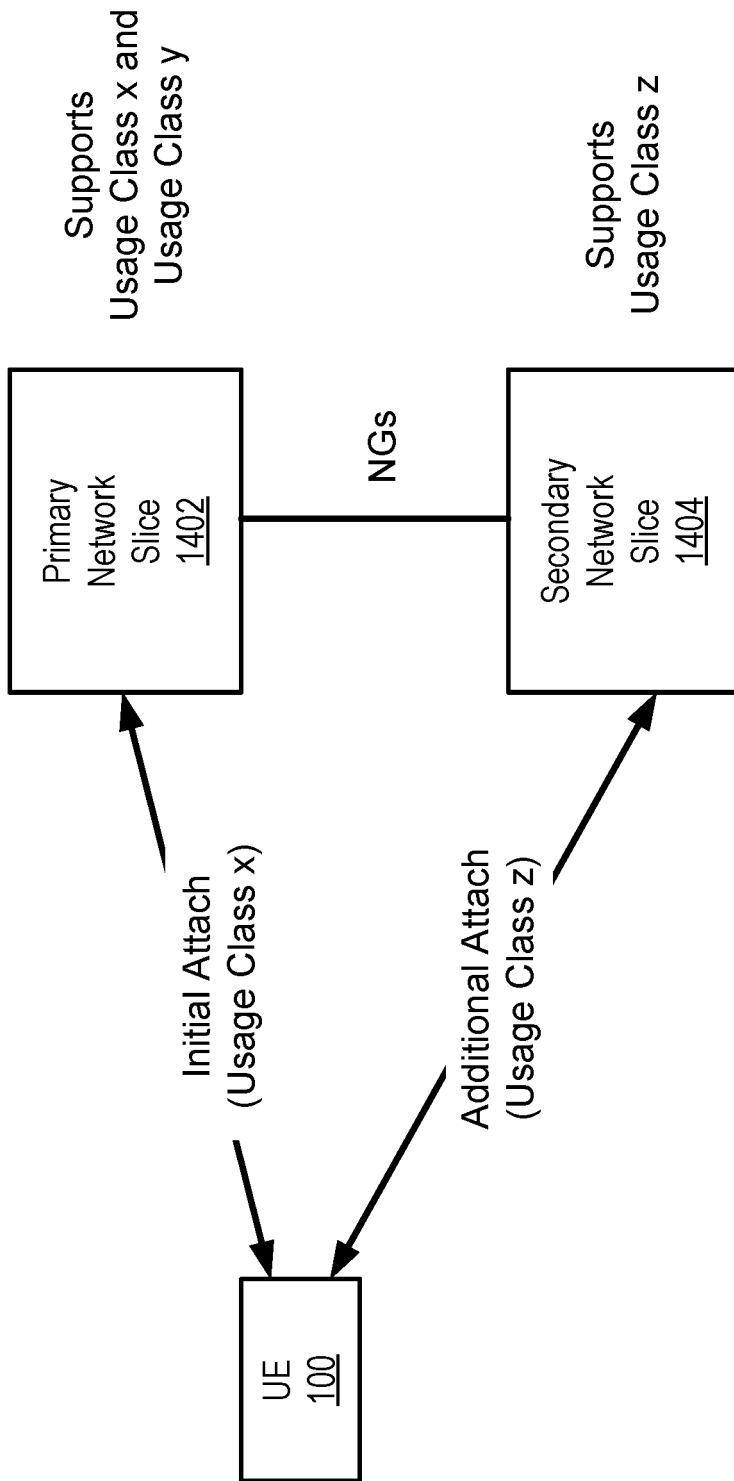 UE
100
Initial Attach
(Usage Class x)
Additional Attach
(Usage Class z)
Primary
Network
Slice
1402
NGs
Secondary
Network
Slice
1404
Supports
Usage Class x and
Usage Class y
Supports
Usage Class z